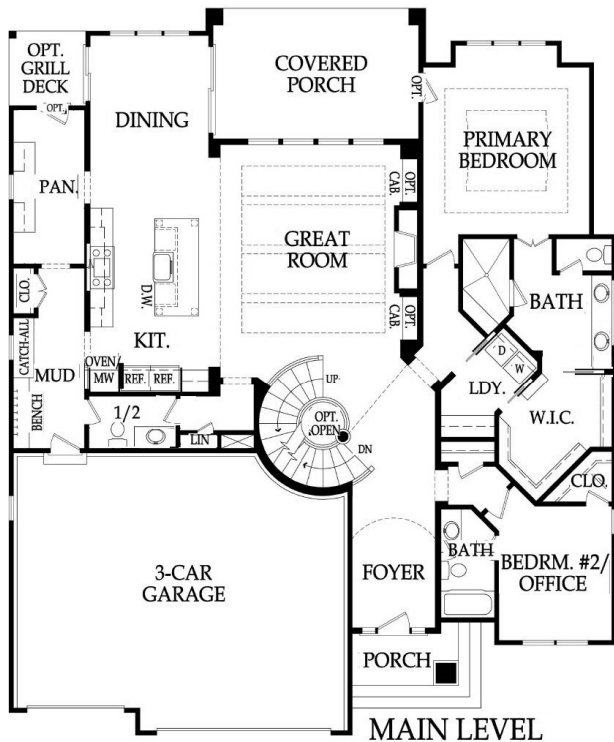 OPT.
GRILL
DECK
COVERED
PORCH
DINING
OPT.
OPT.
PRIMARY
BEDROOM
PAN.
OPT.
CAB.
GREAT
ROOM
CLO.
D.W.
BATH
OPT.
CAB.
KIT.
CATCH-ALL
MUD
BENCH
OVEN/
MW
REF.
REF.
UP
D
W
LDY.
W.I.C.
1/2
LIN
OPT.
OPEN
DN
CLO.
3-CAR
GARAGE
FOYER
BATH
BEDRM. #2/
OFFICE
PORCH
MAIN LEVEL